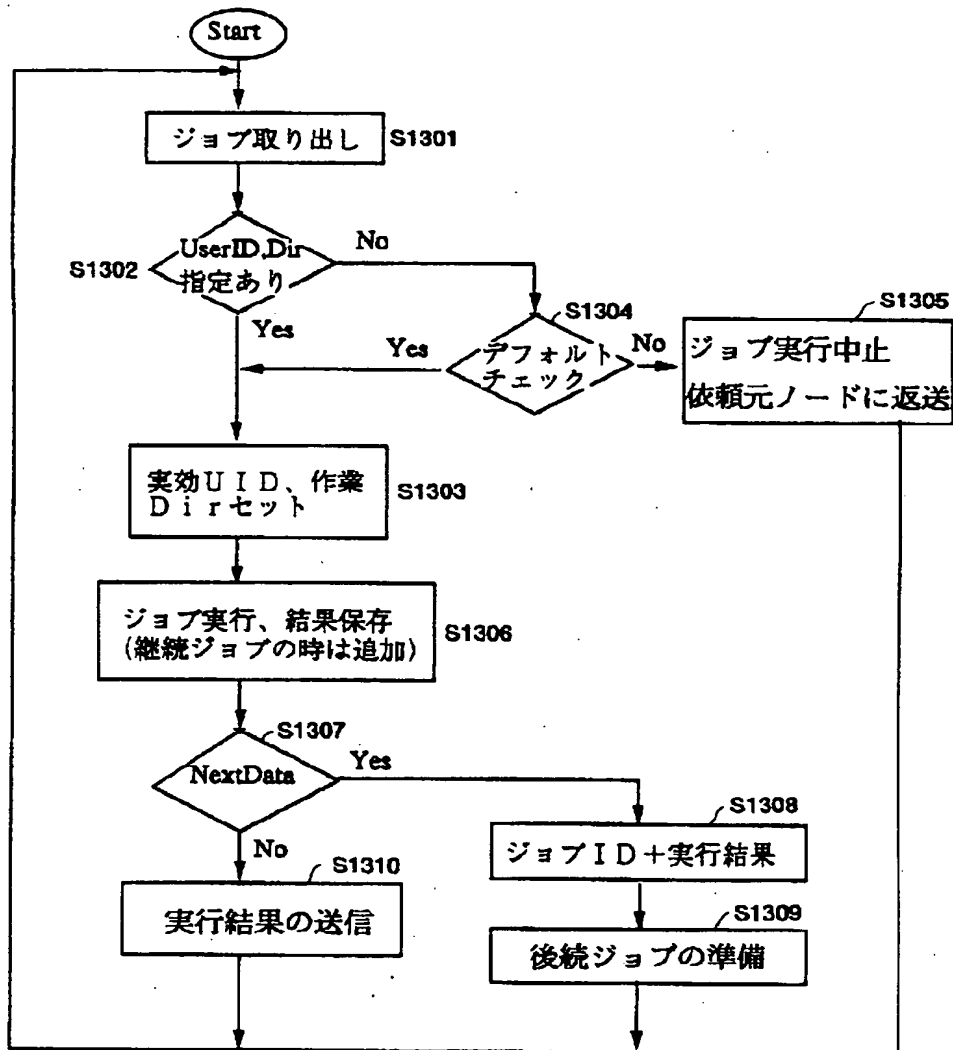 Start
ジョブ取り出し
S1301
UserID,Dir
指定あり
S1302
No
Yes
S1304
デフォルト
チェック
Yes
No
S1305
ジョブ実行中止
依頼元ノードに返送
実効ＵＩＤ、作業
Ｄｉｒセット
S1303
ジョブ実行、結果保存
(継続ジョブの時は追加)
S1306
S1307
NextData
Yes
No
S1308
ジョブＩＤ＋実行結果
S1310
実行結果の送信
S1309
後続ジョブの準備